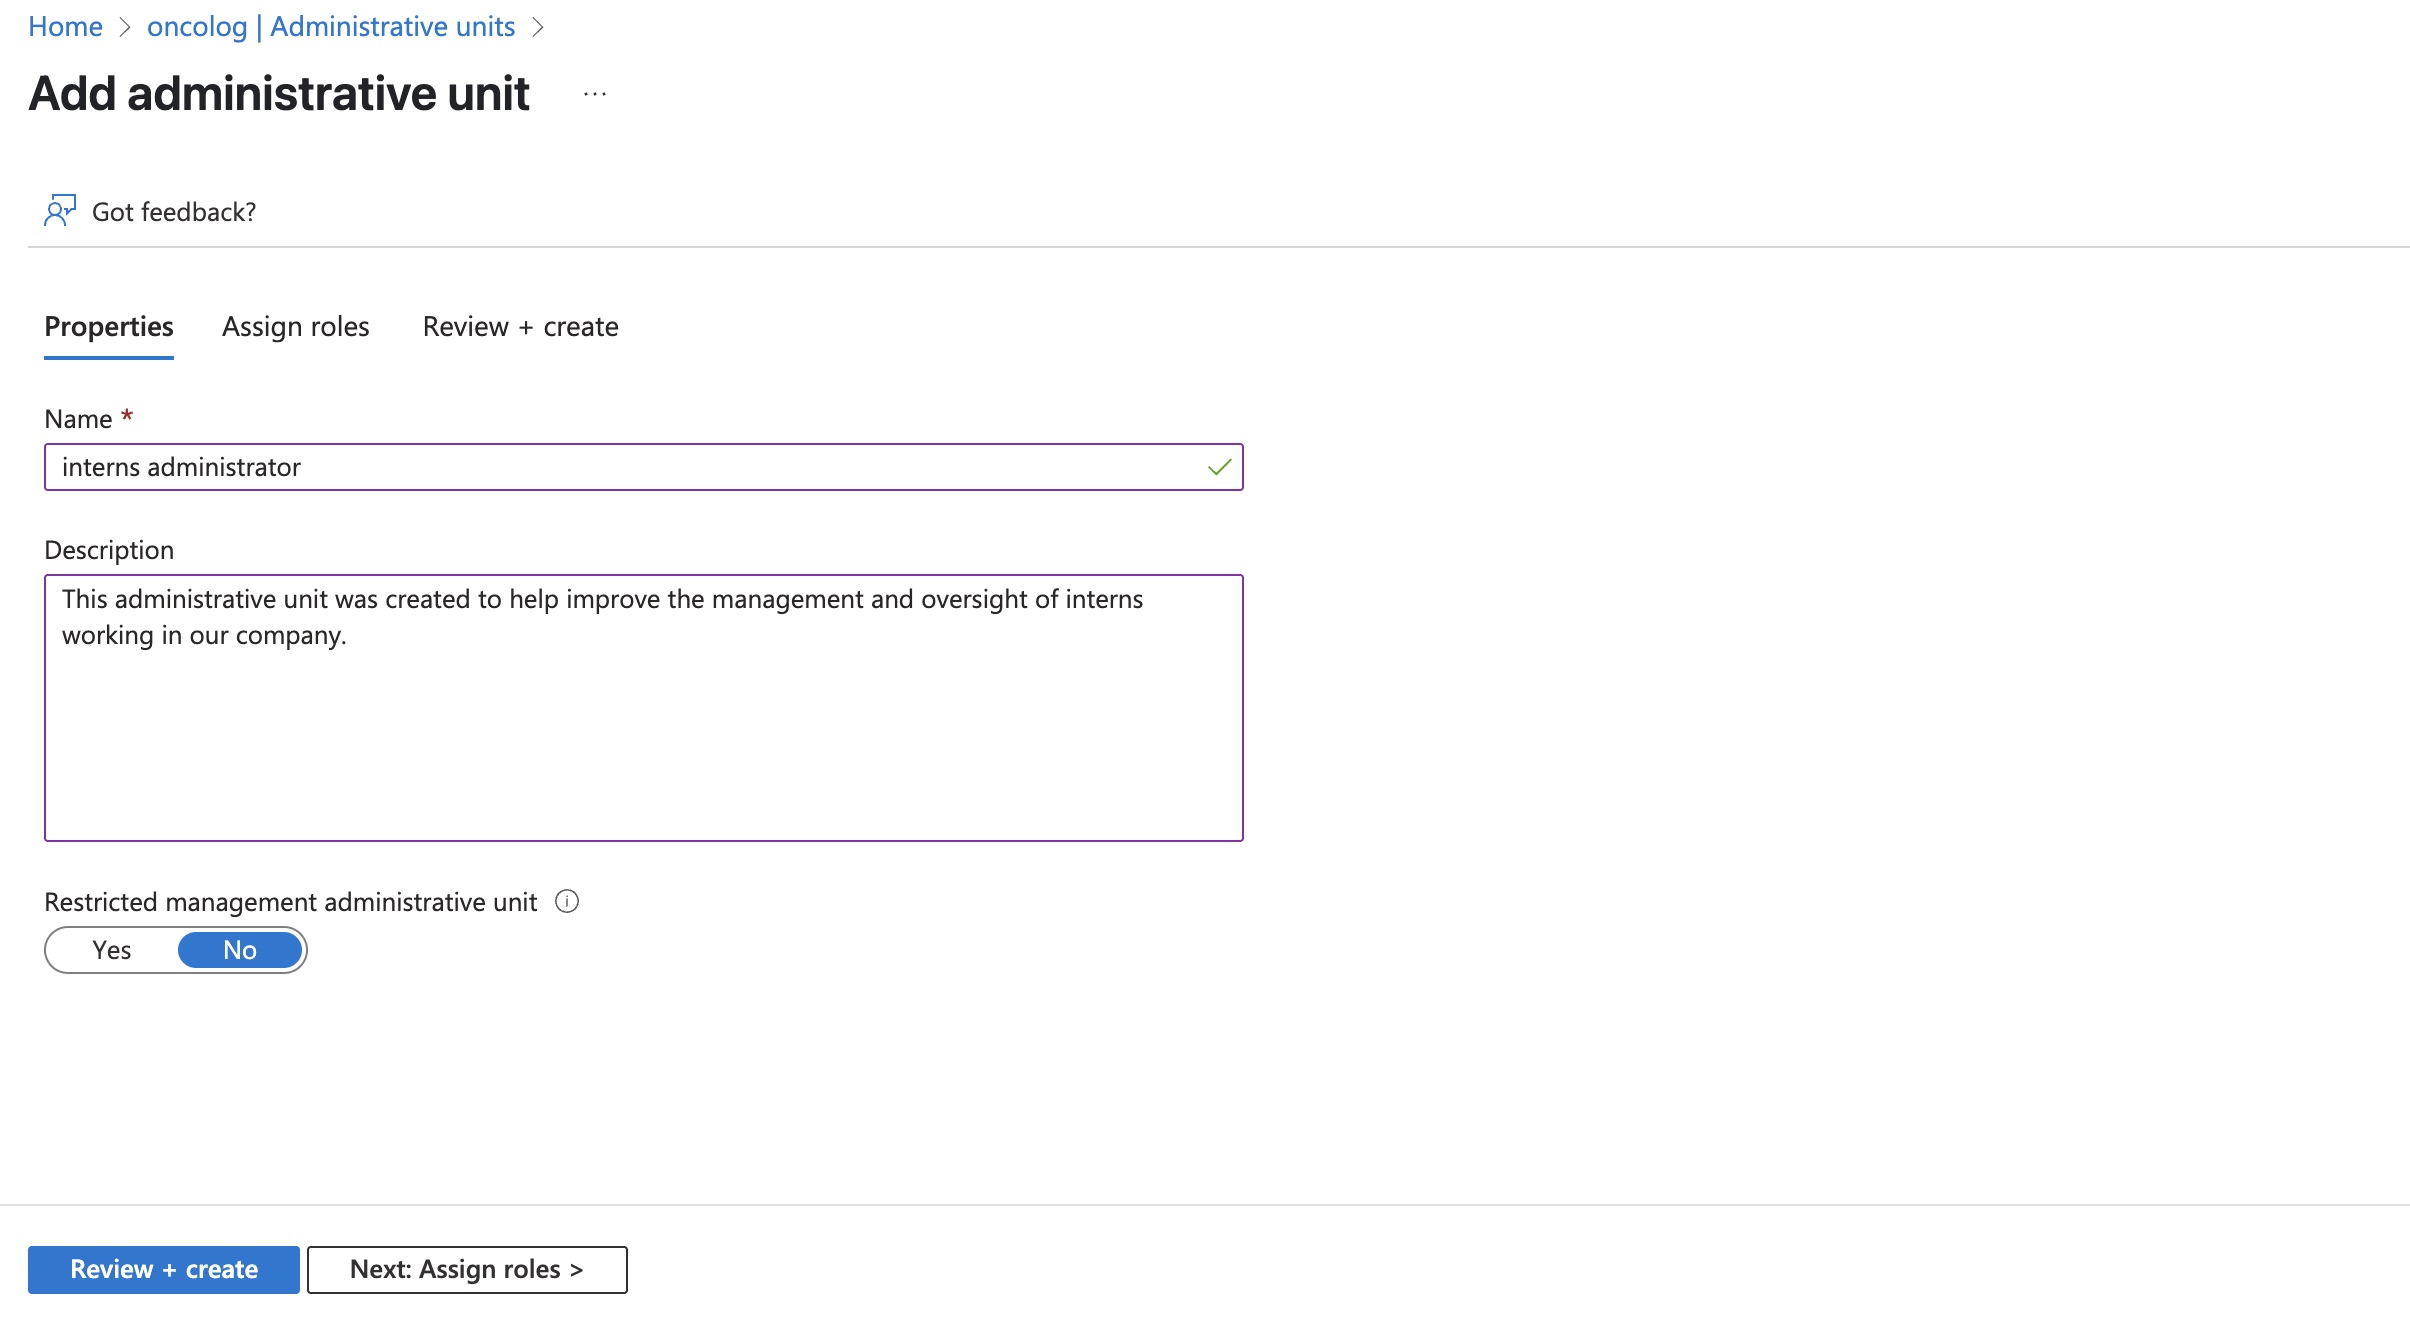 Home > oncolog | Administrative units >
Add administrative unit ...
Got feedback?
Properties Assign roles Review + create
Name *
interns administrator
Description
This administrative unit was created to help improve the management and oversight of interns
working in our company.
Restricted management administrative unit
Yes No
Review + create Next: Assign roles >